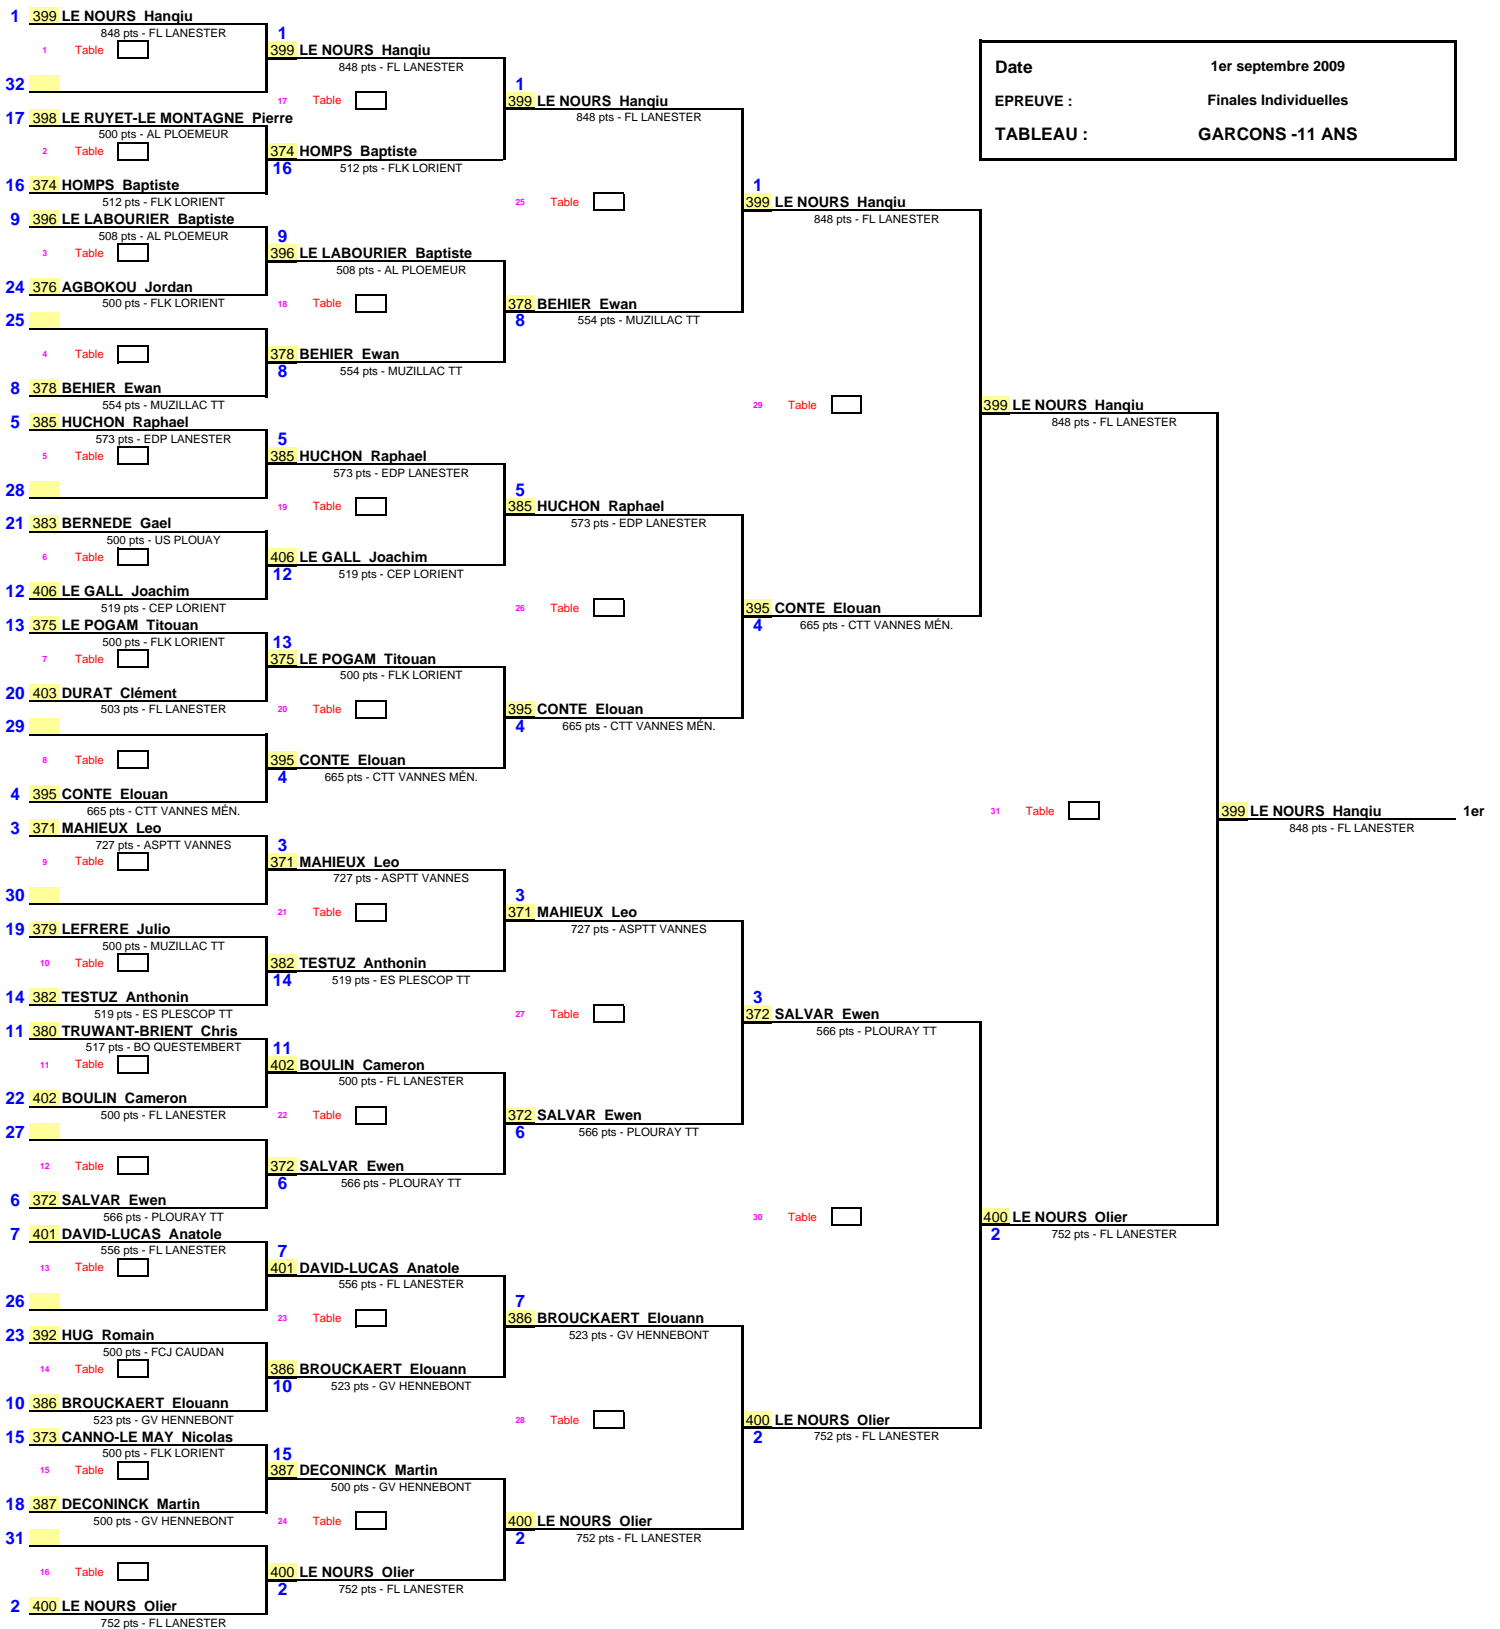 Date 1er septembre 2009
EPREUVE : Finales Individuelles
TABLEAU : GARCONS -11 ANS
1 399 LE NOURS Hanqiu
848 pts - FL LANESTER
1 Table
32
17 398 LE RUYET-LE MONTAGNE Pierre
500 pts - AL PLOEMEUR
2 Table
16 374 HOMPS Baptiste
512 pts - FLK LORIENT
9 396 LE LABOURIER Baptiste
508 pts - AL PLOEMEUR
3 Table
24 376 AGBOKOU Jordan
500 pts - FLK LORIENT
25
4 Table
8 378 BEHIER Ewan
554 pts - MUZILLAC TT
5 385 HUCHON Raphael
573 pts - EDP LANESTER
5 Table
28
21 383 BERNEDE Gael
500 pts - US PLOUAY
6 Table
12 406 LE GALL Joachim
519 pts - CEP LORIENT
13 375 LE POGAM Titouan
500 pts - FLK LORIENT
7 Table
20 403 DURAT Clément
503 pts - FL LANESTER
29
8 Table
4 395 CONTE Elouan
665 pts - CTT VANNES MÉN.
3 371 MAHIEUX Leo
727 pts - ASPTT VANNES
9 Table
30
19 379 LEFRERE Julio
500 pts - MUZILLAC TT
10 Table
14 382 TESTUZ Anthonin
519 pts - ES PLESCOP TT
11 380 TRUWANT-BRIENT Chris
517 pts - BO QUESTEMBERT
11 Table
22 402 BOULIN Cameron
500 pts - FL LANESTER
27
12 Table
6 372 SALVAR Ewen
566 pts - PLOURAY TT
7 401 DAVID-LUCAS Anatole
556 pts - FL LANESTER
13 Table
26
23 392 HUG Romain
500 pts - FCJ CAUDAN
14 Table
10 386 BROUCKAERT Elouann
523 pts - GV HENNEBONT
15 373 CANNO-LE MAY Nicolas
500 pts - FLK LORIENT
15 Table
18 387 DECONINCK Martin
500 pts - GV HENNEBONT
31
16 Table
2 400 LE NOURS Olier
752 pts - FL LANESTER
1
399 LE NOURS Hanqiu
848 pts - FL LANESTER
17 Table
374 HOMPS Baptiste
16 512 pts - FLK LORIENT
9
396 LE LABOURIER Baptiste
508 pts - AL PLOEMEUR
18 Table
378 BEHIER Ewan
8 554 pts - MUZILLAC TT
5
385 HUCHON Raphael
573 pts - EDP LANESTER
19 Table
406 LE GALL Joachim
12 519 pts - CEP LORIENT
13
375 LE POGAM Titouan
500 pts - FLK LORIENT
20 Table
395 CONTE Elouan
4 665 pts - CTT VANNES MÉN.
3
371 MAHIEUX Leo
727 pts - ASPTT VANNES
21 Table
382 TESTUZ Anthonin
14 519 pts - ES PLESCOP TT
11
402 BOULIN Cameron
500 pts - FL LANESTER
22 Table
372 SALVAR Ewen
6 566 pts - PLOURAY TT
7
401 DAVID-LUCAS Anatole
556 pts - FL LANESTER
23 Table
386 BROUCKAERT Elouann
10 523 pts - GV HENNEBONT
15
387 DECONINCK Martin
500 pts - GV HENNEBONT
24 Table
400 LE NOURS Olier
2 752 pts - FL LANESTER
1
399 LE NOURS Hanqiu
848 pts - FL LANESTER
25 Table
378 BEHIER Ewan
8 554 pts - MUZILLAC TT
5
385 HUCHON Raphael
573 pts - EDP LANESTER
26 Table
395 CONTE Elouan
4 665 pts - CTT VANNES MÉN.
3
371 MAHIEUX Leo
727 pts - ASPTT VANNES
27 Table
372 SALVAR Ewen
6 566 pts - PLOURAY TT
7
386 BROUCKAERT Elouann
523 pts - GV HENNEBONT
28 Table
400 LE NOURS Olier
2 752 pts - FL LANESTER
1
399 LE NOURS Hanqiu
848 pts - FL LANESTER
29 Table
395 CONTE Elouan
4 665 pts - CTT VANNES MÉN.
3
372 SALVAR Ewen
566 pts - PLOURAY TT
30 Table
400 LE NOURS Olier
2 752 pts - FL LANESTER
399 LE NOURS Hanqiu
848 pts - FL LANESTER
31 Table
400 LE NOURS Olier
2 752 pts - FL LANESTER
399 LE NOURS Hanqiu 1er
848 pts - FL LANESTER